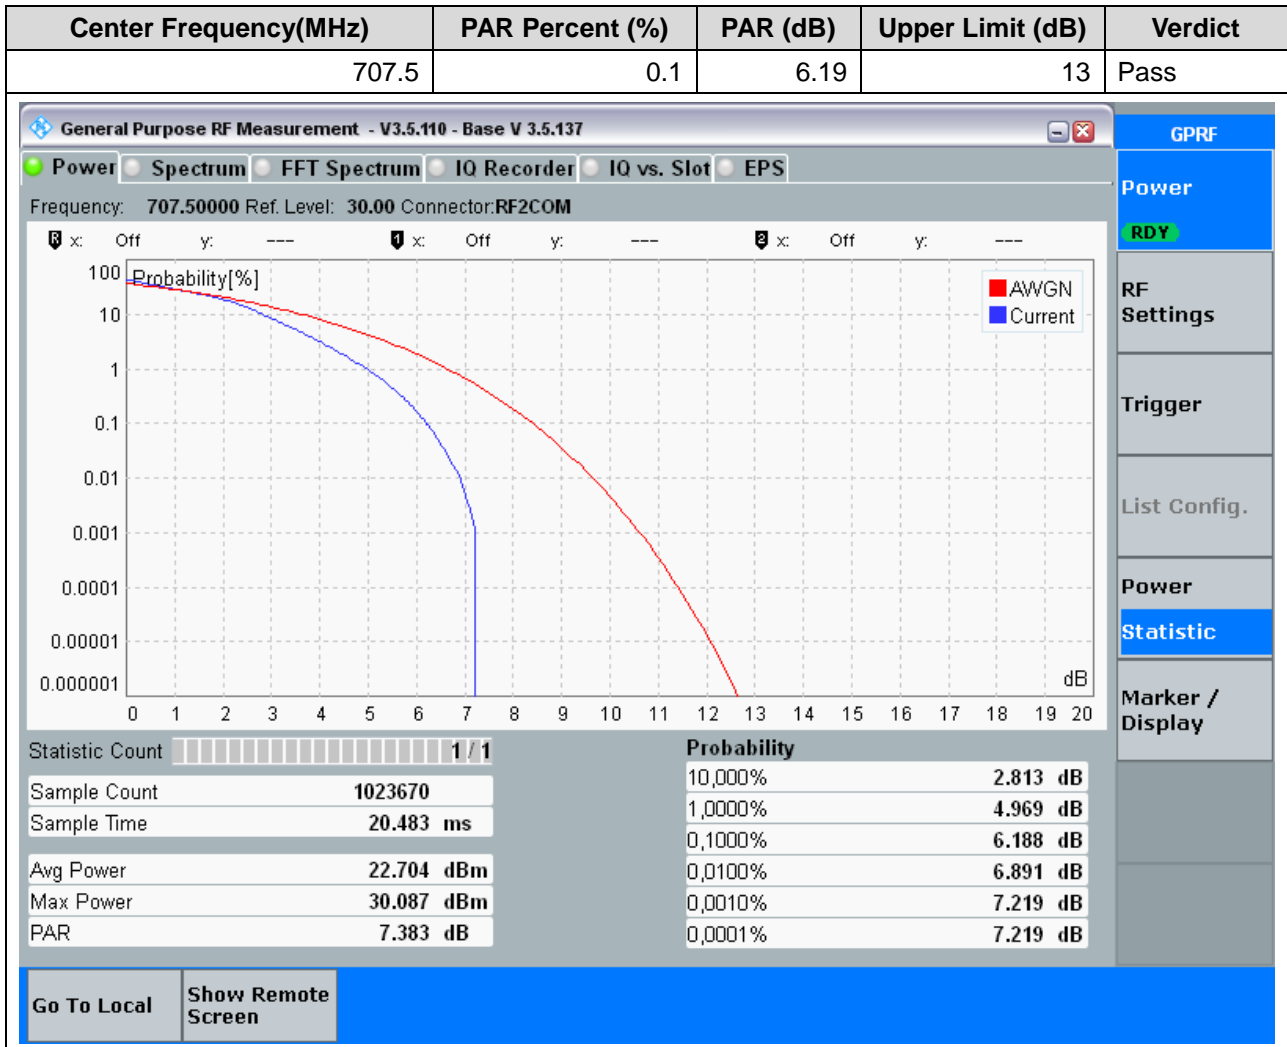 Center Frequency(MHz) PAR Percent (%) PAR (dB) Upper Limit (dB) Verdict
707.5 0.1 6.19 13 Pass
General Purpose RF Measurement - V3.5.110 - Base V 3.5.137
GPRF
Power Spectrum FFT Spectrum IQ Recorder IQ vs. Slot EPS
Power
RDY
Frequency: 707.50000 Ref. Level: 30.00 Connector:RF2COM
R x: Off y: --- 1 x: Off y: --- 2 x: Off y: ---
Probability[%]
100
10
1
0.1
0.01
0.001
0.0001
0.00001
0.000001
AWGN
Current
dB
0 1 2 3 4 5 6 7 8 9 10 11 12 13 14 15 16 17 18 19 20
RF
Settings
Trigger
List Config.
Power
Statistic
Marker /
Display
Statistic Count 1 / 1
Sample Count 1023670
Sample Time 20.483 ms
Avg Power 22.704 dBm
Max Power 30.087 dBm
PAR 7.383 dB
Probability
10,000% 2.813 dB
1,0000% 4.969 dB
0,1000% 6.188 dB
0,0100% 6.891 dB
0,0010% 7.219 dB
0,0001% 7.219 dB
Go To Local
Show Remote
Screen